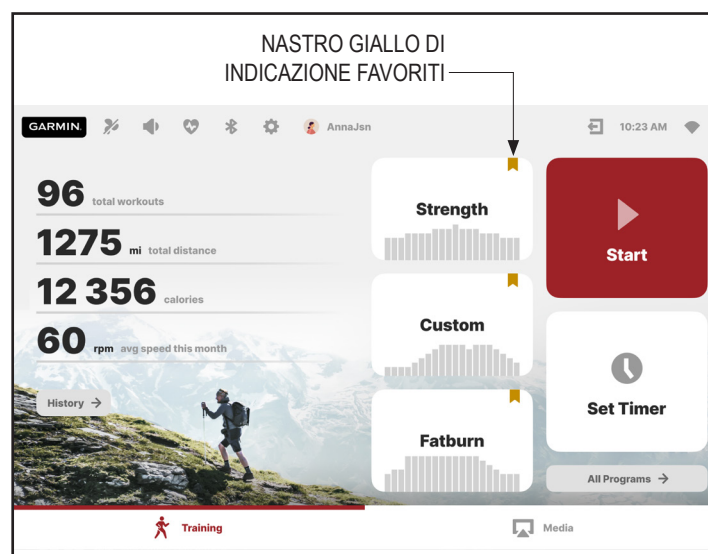 NASTRO GIALLO DI
INDICAZIONE FAVORITI
GARMIN.
AnnaJsn
10:23 AM
96 total workouts
1275 mi total distance
12 356 calories
60 rpm avg speed this month
History →
Strength
Custom
Fatburn
Start
Set Timer
All Programs →
Training
Media